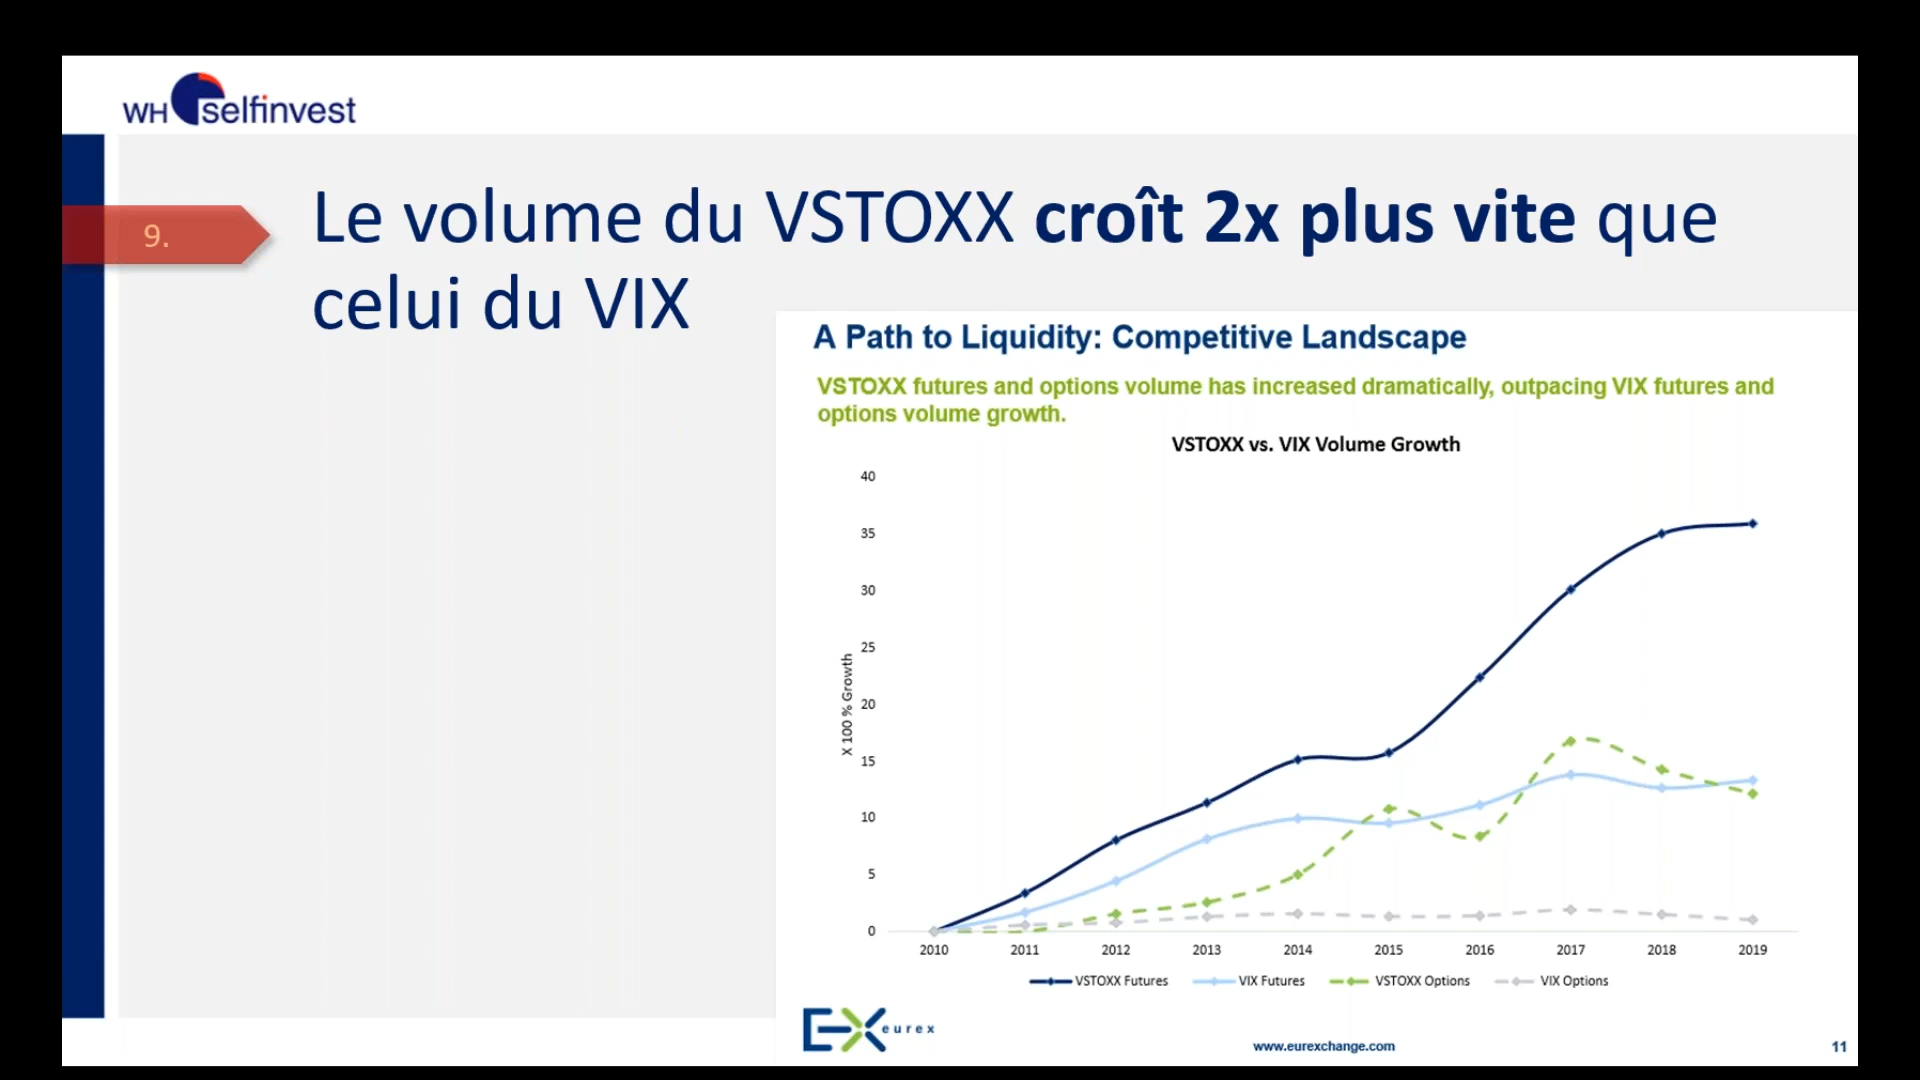 WH selfinvest
9.
Le volume du VSTOXX croît 2x plus vite que
celui du VIX
A Path to Liquidity: Competitive Landscape
VSTOXX futures and options volume has increased dramatically, outpacing VIX futures and
options volume growth.
VSTOXX vs. VIX Volume Growth
40
35
30
25
20
15
10
5
0
X 100 % Growth
2010 2011 2012 2013 2014 2015 2016 2017 2018 2019
VSTOXX Futures VIX Futures VSTOXX Options VIX Options
EX eurex
www.eurexchange.com
11